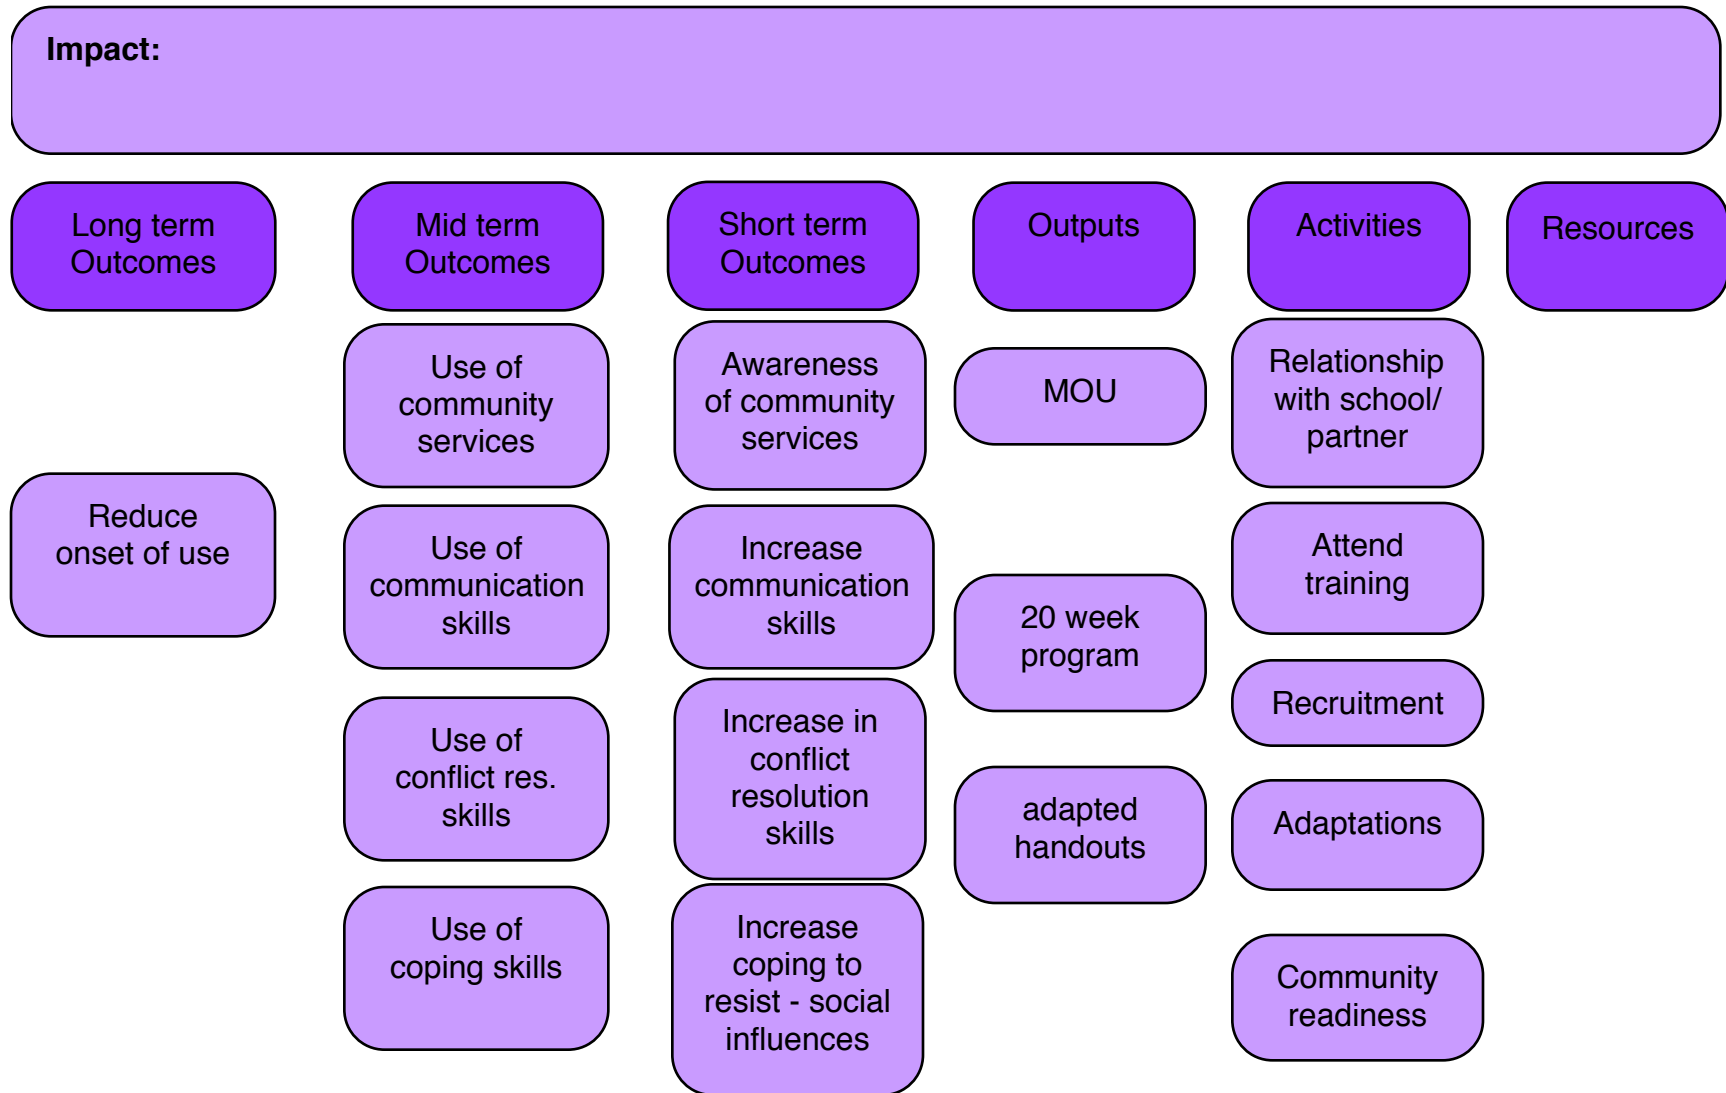 Impact:
Long term
Outcomes
Mid term
Outcomes
Short term
Outcomes
Outputs
Activities
Resources
Reduce
onset of use
Use of
community
services
Use of
communication
skills
Use of
conflict res.
skills
Use of
coping skills
Awareness
of community
services
Increase
communication
skills
Increase in
conflict
resolution
skills
Increase
coping to
resist - social
influences
MOU
20 week
program
adapted
handouts
Relationship
with school/
partner
Attend
training
Recruitment
Adaptations
Community
readiness